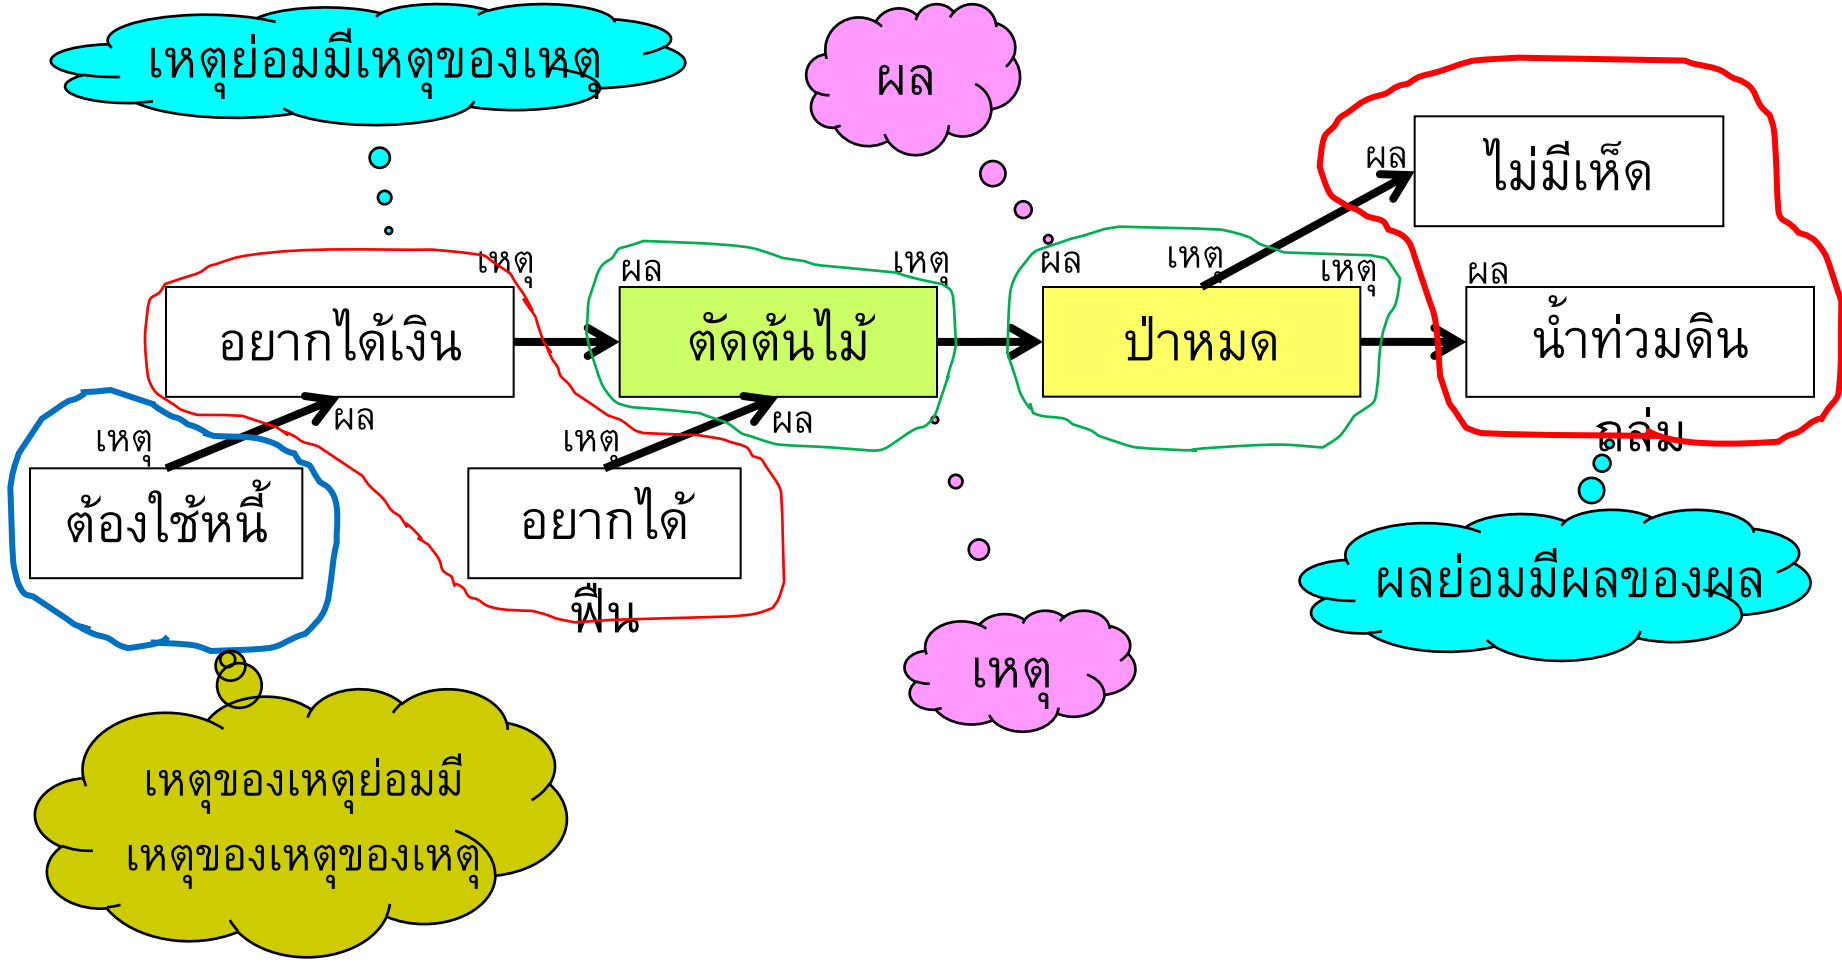 เหตุย่อมมีเหตุของเหตุ
ผล
ผล
ไม่มีเห็ด
เหตุ
ผล
เหตุ
ผล
เหตุ
เหตุ
ผล
อยากได้เงิน
ตัดต้นไม้
ป่าหมด
น้ำท่วมดิน
ถล่ม
ผล
ผล
เหตุ
เหตุ
ต้องใช้หนี้
อยากได้
ฟืน
ผลย่อมมีผลของผล
เหตุ
เหตุของเหตุย่อมมี
เหตุของเหตุของเหตุ